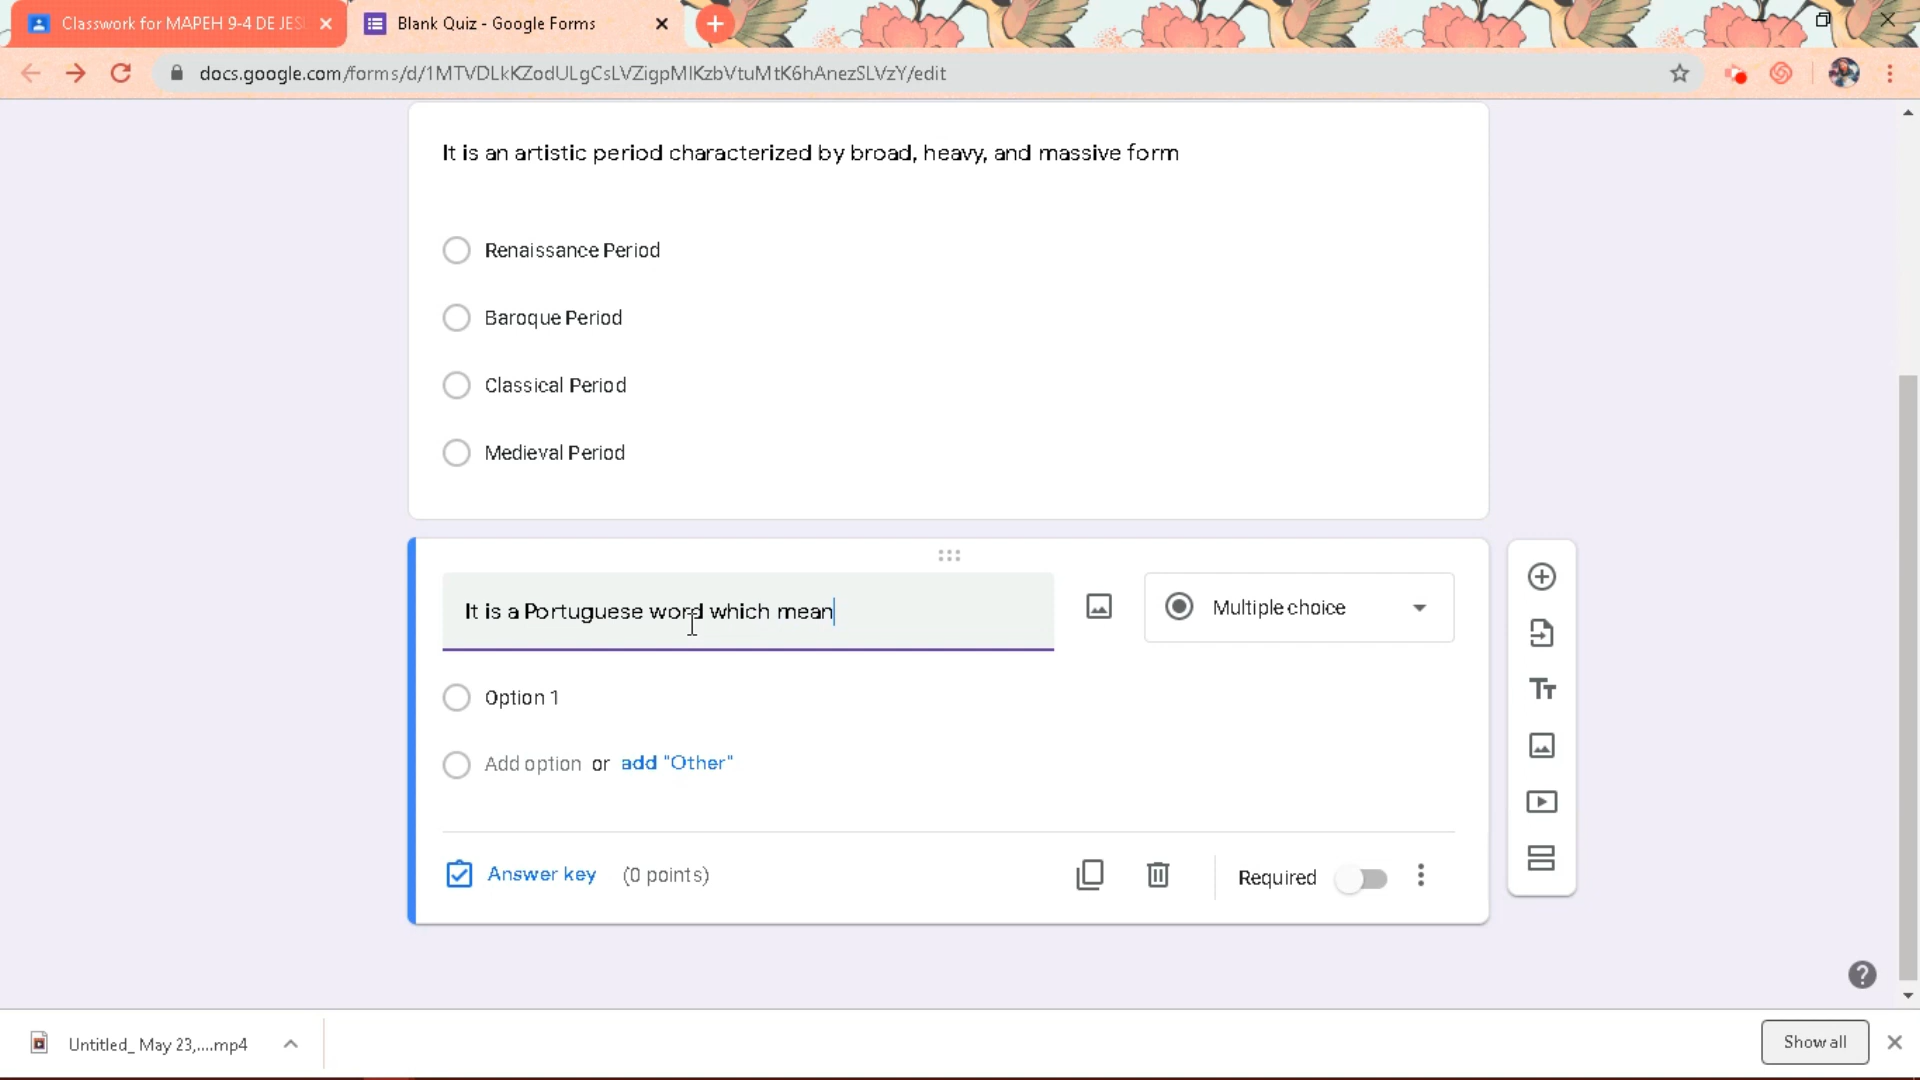 Classwork for MAPEH 9-4 DE JES
Blank Quiz - Google Forms
docs.google.com/forms/d/1MTVDLkKZodULgCsLVZigpMIKzbVtuMtK6hAnezSLVzY/edit
It is an artistic period characterized by broad, heavy, and massive form
Renaissance Period
Baroque Period
Classical Period
Medieval Period
It is a Portuguese word which mean
Multiple choice
Option 1
Add option or add "Other"
Answer key (0 points)
Required
Untitled_ May 23,....mp4
Show all